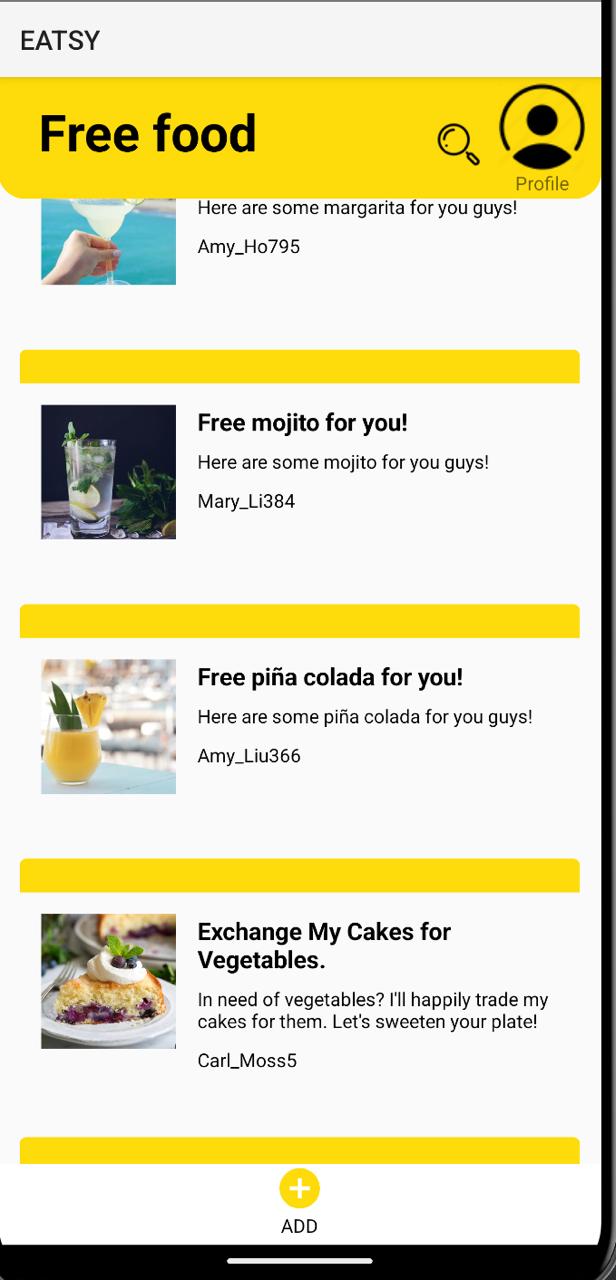 EATSY
Free food
Profile
Here are some margarita for you guys!
Amy_Ho795
Free mojito for you!
Here are some mojito for you guys!
Mary_Li384
Free piña colada for you!
Here are some piña colada for you guys!
Amy_Liu366
Exchange My Cakes for
Vegetables.
In need of vegetables? I'll happily trade my
cakes for them. Let's sweeten your plate!
Carl_Moss5
ADD